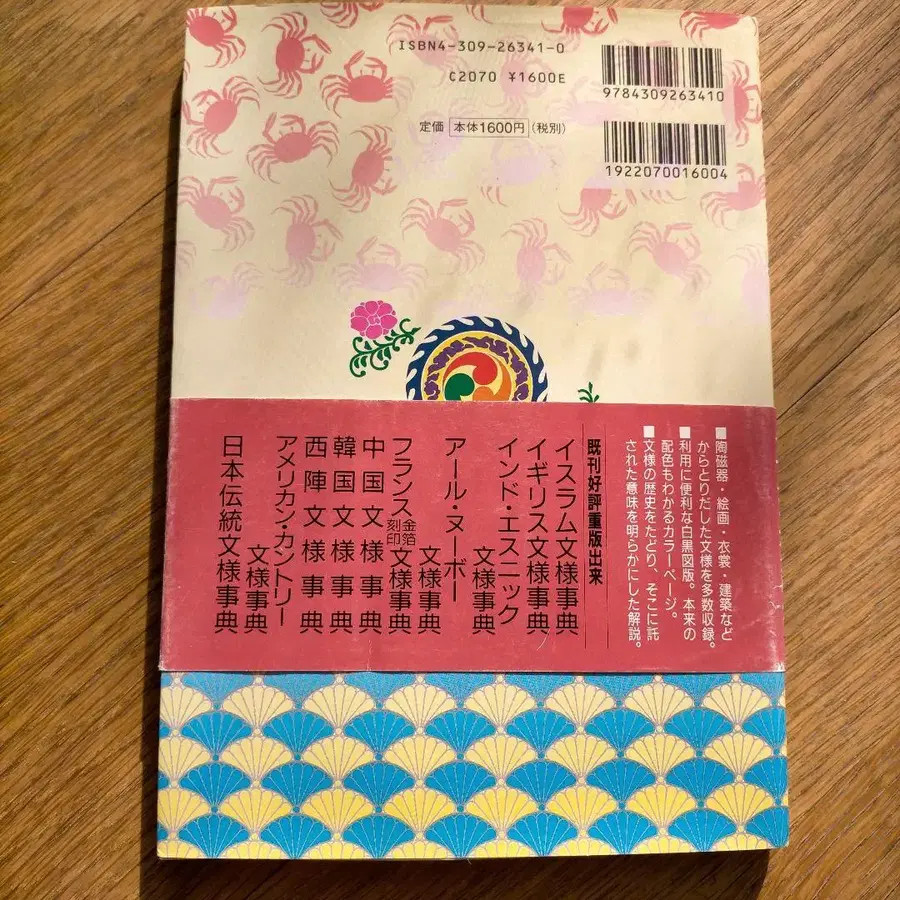 ISBN4-309-26341-0
C2070 ¥1600E
9784309263410
定価 本体1600円(税別)
1922070016004
■陶磁器・絵画・衣裳・建築など
からとりだした文様を多数収録。
■利用に便利な白黒図版。本来の
配色もわかるカラーページ。
■文様の歴史をたどり、そこに託
された意味を明らかにした解説。
既刊好評重版出来
イスラム文様事典
イギリス文様事典
インド・エスニック
文様事典
アール・ヌーボー
文様事典
フランス金箔刻印文様事典
中国文様事典
韓国文様事典
西陣文様事典
アメリカン・カントリー
文様事典
日本伝統文様事典